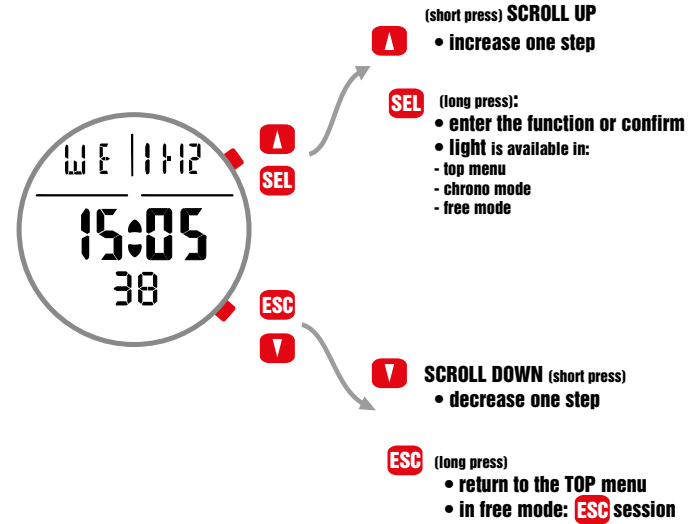 (short press) SCROLL UP
• increase one step
SEL (long press):
• enter the function or confirm
• light is available in:
- top menu
- chrono mode
- free mode
WE 11-12
15:05
38
SEL
ESC
SCROLL DOWN (short press)
• decrease one step
ESC (long press)
• return to the TOP menu
• in free mode: ESC session